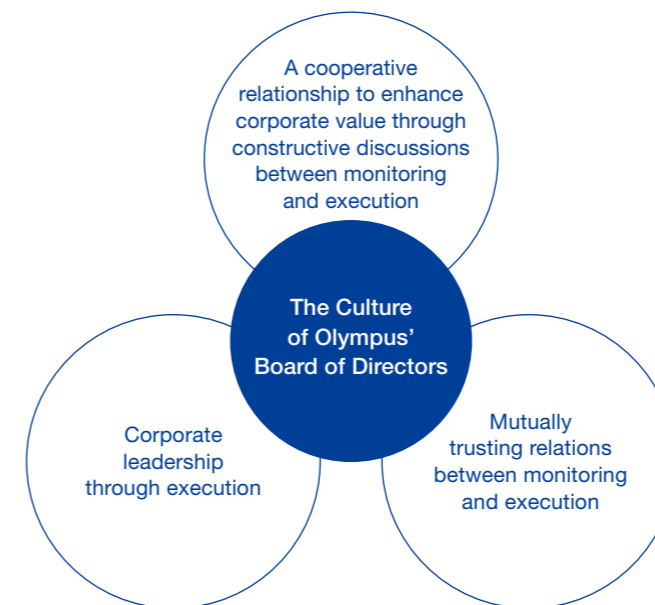 A cooperative
relationship to enhance
corporate value through
constructive discussions
between monitoring
and execution
The Culture
of Olympus’
Board of Directors
Corporate
leadership
through execution
Mutually
trusting relations
between monitoring
and execution